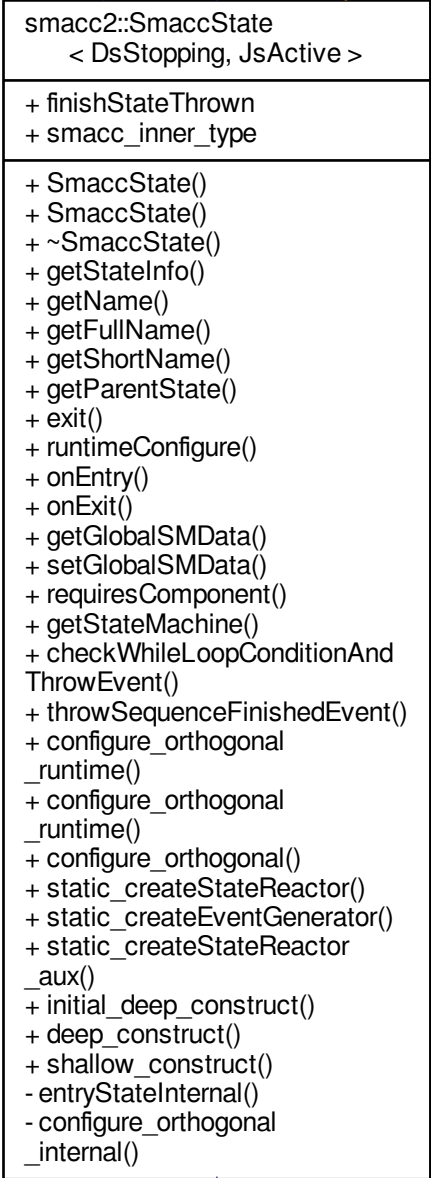 smacc2::SmaccState
< DsStopping, JsActive >
+ finishStateThrown
+ smacc_inner_type
+ SmaccState()
+ SmaccState()
+ ~SmaccState()
+ getStateInfo()
+ getName()
+ getFullName()
+ getShortName()
+ getParentState()
+ exit()
+ runtimeConfigure()
+ onEntry()
+ onExit()
+ getGlobalSMData()
+ setGlobalSMData()
+ requiresComponent()
+ getStateMachine()
+ checkWhileLoopConditionAnd
ThrowEvent()
+ throwSequenceFinishedEvent()
+ configure_orthogonal
_runtime()
+ configure_orthogonal
_runtime()
+ configure_orthogonal()
+ static_createStateReactor()
+ static_createEventGenerator()
+ static_createStateReactor
_aux()
+ initial_deep_construct()
+ deep_construct()
+ shallow_construct()
- entryStateInternal()
- configure_orthogonal
_internal()